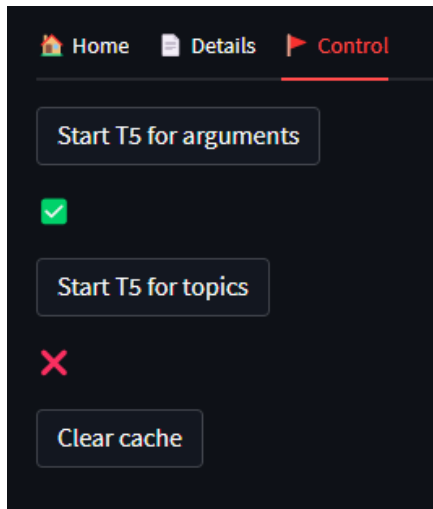 Home Details Control
Start T5 for arguments
Start T5 for topics
Clear cache